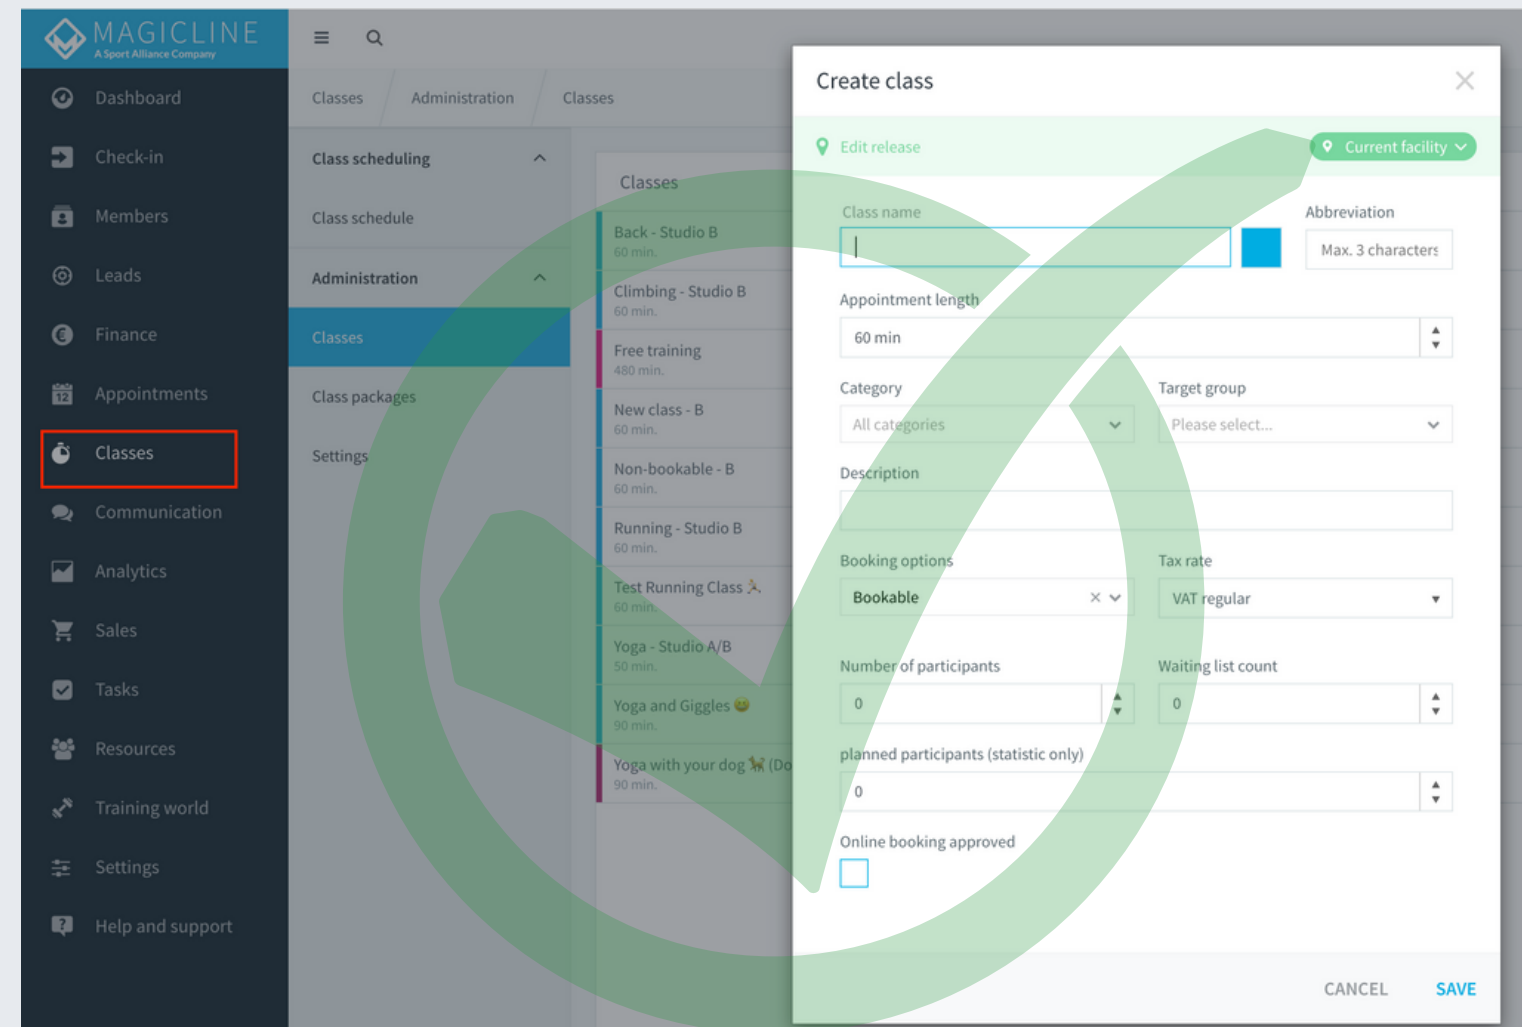 MAGICLINE
A Sport Alliance Company
Dashboard
Check-in
Members
Leads
Finance
12
Appointments
Classes
Communication
Analytics
Sales
Tasks
Resources
Training world
Settings
Help and support
Classes
Administration
Classes
Class scheduling
Class schedule
Administration
Classes
Class packages
Settings
Classes
Back - Studio B
60 min.
Climbing - Studio B
60 min.
Free training
480 min.
New class - B
60 min.
Non-bookable - B
60 min.
Running - Studio B
60 min.
Test Running Class
60 min.
Yoga - Studio A/B
50 min.
Yoga and Giggles
90 min.
Yoga with your dog 🐕 (Do
90 min.
Create class
Edit release
Current facility
Class name
Abbreviation
Max. 3 characters
Appointment length
60 min
Category
Target group
All categories
Please select...
Description
Booking options
Tax rate
Bookable
VAT regular
Number of participants
Waiting list count
0
0
planned participants (statistic only)
0
Online booking approved
CANCEL
SAVE